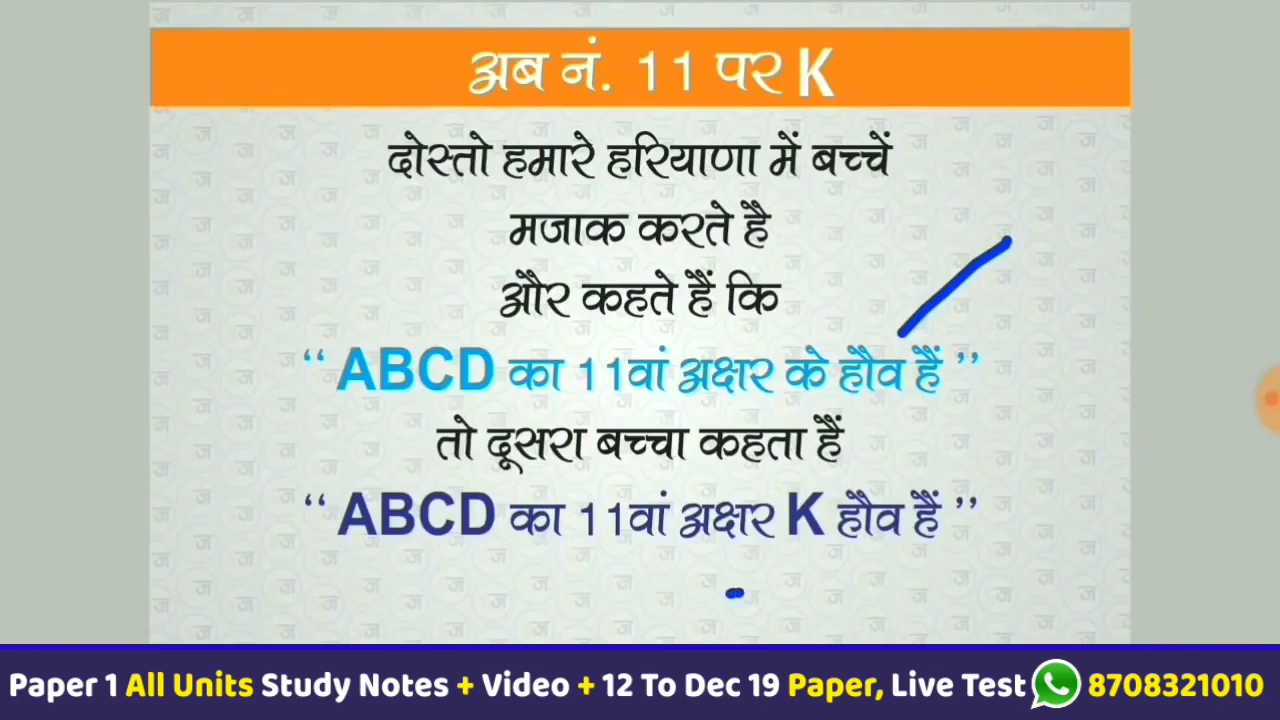 अब नं. 11 पर K
दोस्तो हमारे हरियाणा में बच्चें
मजाक करते है
और कहते हैं कि
“ ABCD का 11वां अक्षर के हौव हैं ”
तो दूसरा बच्चा कहता हैं
“ ABCD का 11वां अक्षर K हौव हैं ”
Paper 1 All Units Study Notes + Video + 12 To Dec 19 Paper, Live Test 8708321010